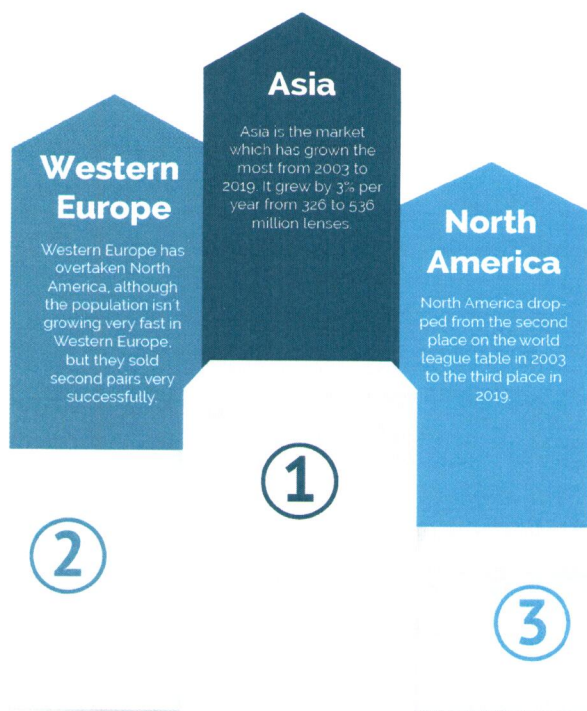 Asia
Asia is the market
which has grown the
most from 2003 to
2019. It grew by 3% per
year from 326 to 536
million lenses.
Western
Europe
Western Europe has
overtaken North
America, although
the population isn't
growing very fast in
Western Europe,
but they sold
second pairs very
successfully.
North
America
North America drop-
ped from the second
place on the world
league table in 2003
to the third place in
2019.
1
2
3